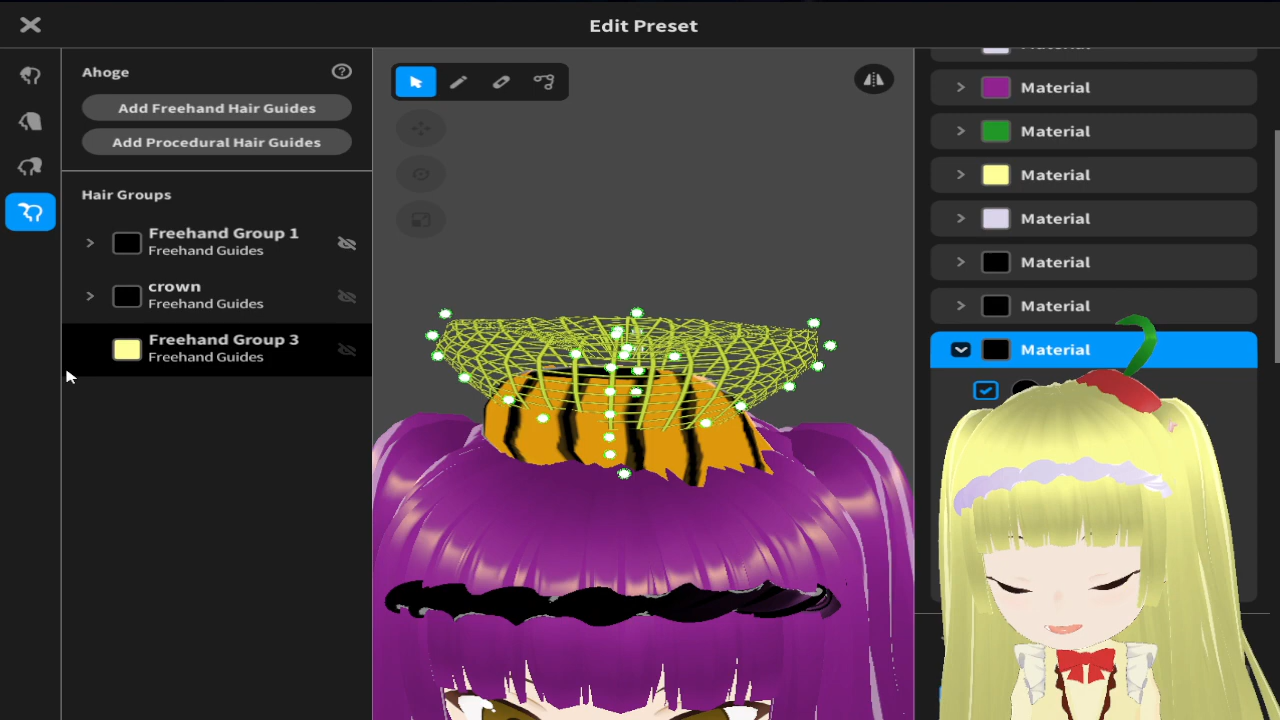 Edit Preset
Ahoge
Add Freehand Hair Guides
Add Procedural Hair Guides
Hair Groups
Freehand Group 1
Freehand Guides
crown
Freehand Guides
Freehand Group 3
Freehand Guides
Material
Material
Material
Material
Material
Material
Material